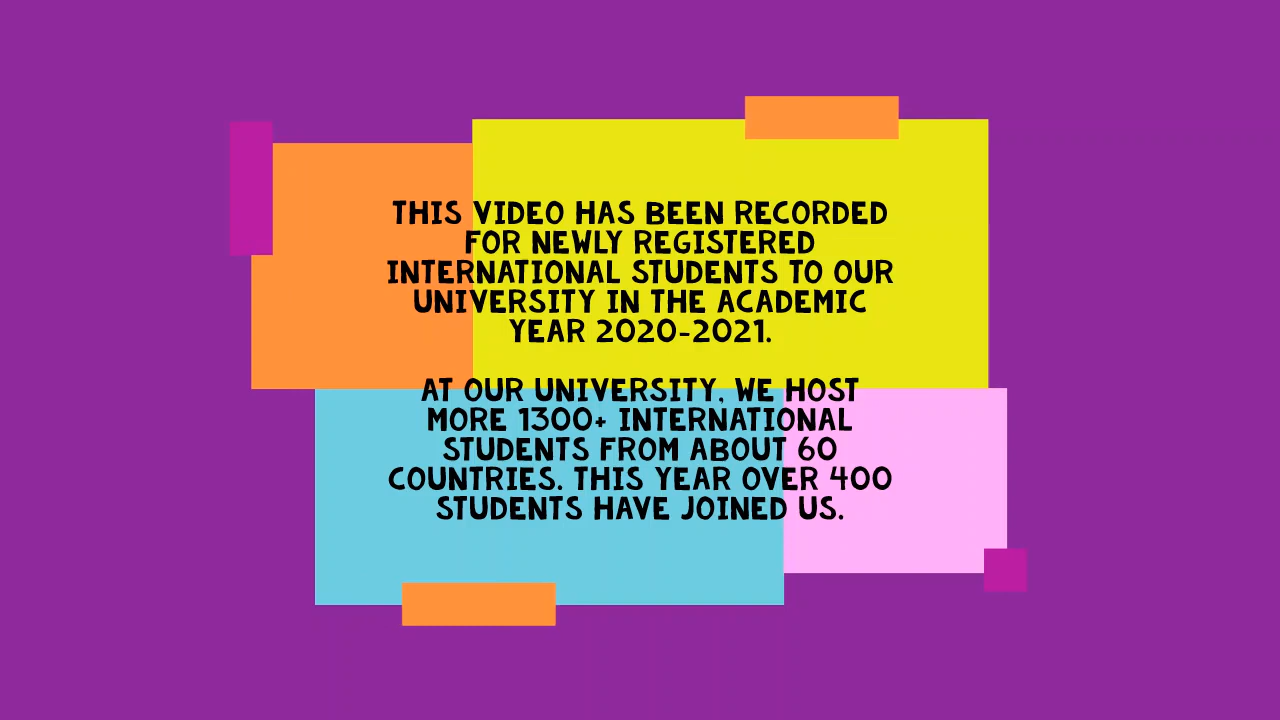 THIS VIDEO HAS BEEN RECORDED
FOR NEWLY REGISTERED
INTERNATIONAL STUDENTS TO OUR
UNIVERSITY IN THE ACADEMIC
YEAR 2020-2021.
AT OUR UNIVERSITY, WE HOST
MORE 1300+ INTERNATIONAL
STUDENTS FROM ABOUT 60
COUNTRIES. THIS YEAR OVER 400
STUDENTS HAVE JOINED US.